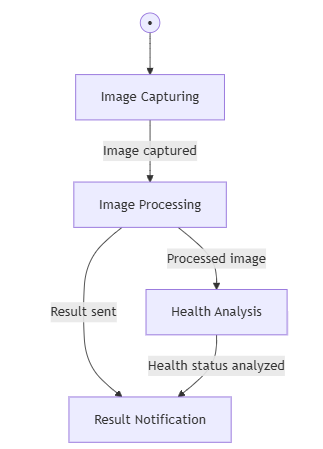 Image Capturing
Image captured
Image Processing
Processed image
Health Analysis
Result sent
Health status analyzed
Result Notification